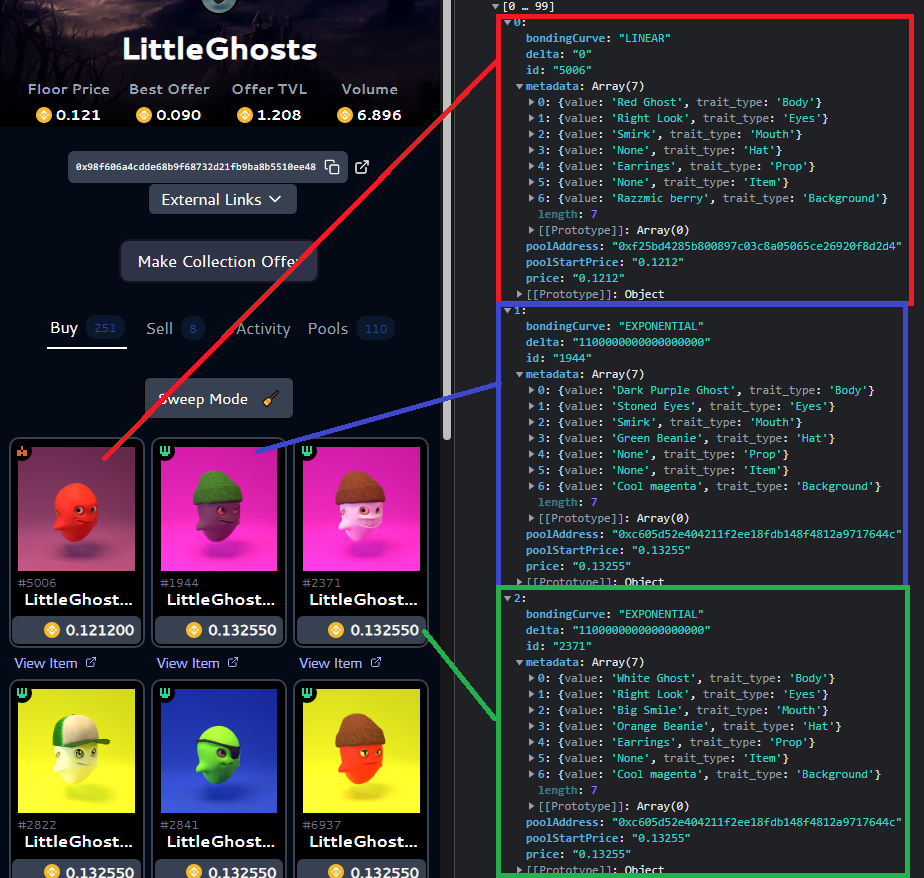 LittleGhosts
Floor Price Best Offer Offer TVL Volume
0.121 0.090 1.208 6.896
0x98f606a4cdde68b9f68732d21fb9ba8b5510ee48
External Links
Make Collection Offer
Buy 251 Sell 8 Activity Pools 110
Sweep Mode
#5006 #1944 #2371
LittleGhost... LittleGhost... LittleGhost...
0.121200 0.132550 0.132550
View Item View Item View Item
#2822 #2841 #6937
LittleGhost... LittleGhost... LittleGhost...
0.132550 0.132550 0.132550
[0 … 99]
0:
bondingCurve: "LINEAR"
delta: "0"
id: "5006"
metadata: Array(7)
0: {value: 'Red Ghost', trait_type: 'Body'}
1: {value: 'Right Look', trait_type: 'Eyes'}
2: {value: 'Smirk', trait_type: 'Mouth'}
3: {value: 'None', trait_type: 'Hat'}
4: {value: 'Earrings', trait_type: 'Prop'}
5: {value: 'None', trait_type: 'Item'}
6: {value: 'Razzmic berry', trait_type: 'Background'}
length: 7
[[Prototype]]: Array(0)
poolAddress: "0xf25bd4285b800897c03c8a05065ce26920f8d2d4"
poolStartPrice: "0.1212"
price: "0.1212"
[[Prototype]]: Object
1:
bondingCurve: "EXPONENTIAL"
delta: "1100000000000000000"
id: "1944"
metadata: Array(7)
0: {value: 'Dark Purple Ghost', trait_type: 'Body'}
1: {value: 'Stoned Eyes', trait_type: 'Eyes'}
2: {value: 'Smirk', trait_type: 'Mouth'}
3: {value: 'Green Beanie', trait_type: 'Hat'}
4: {value: 'None', trait_type: 'Prop'}
5: {value: 'None', trait_type: 'Item'}
6: {value: 'Cool magenta', trait_type: 'Background'}
length: 7
[[Prototype]]: Array(0)
poolAddress: "0xc605d52e404211f2ee18fdb148f4812a9717644c"
poolStartPrice: "0.13255"
price: "0.13255"
[[Prototype]]: Object
2:
bondingCurve: "EXPONENTIAL"
delta: "1100000000000000000"
id: "2371"
metadata: Array(7)
0: {value: 'White Ghost', trait_type: 'Body'}
1: {value: 'Right Look', trait_type: 'Eyes'}
2: {value: 'Big Smile', trait_type: 'Mouth'}
3: {value: 'Orange Beanie', trait_type: 'Hat'}
4: {value: 'Earrings', trait_type: 'Prop'}
5: {value: 'None', trait_type: 'Item'}
6: {value: 'Cool magenta', trait_type: 'Background'}
length: 7
[[Prototype]]: Array(0)
poolAddress: "0xc605d52e404211f2ee18fdb148f4812a9717644c"
poolStartPrice: "0.13255"
price: "0.13255"
[[Prototype]]: Object